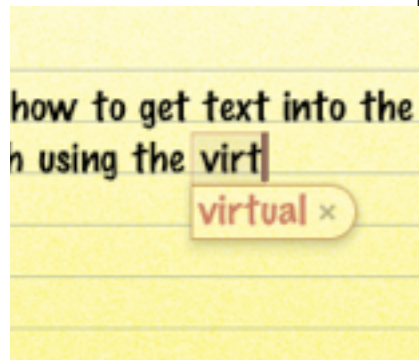 how to get text into the
h using the virt
virtual ×